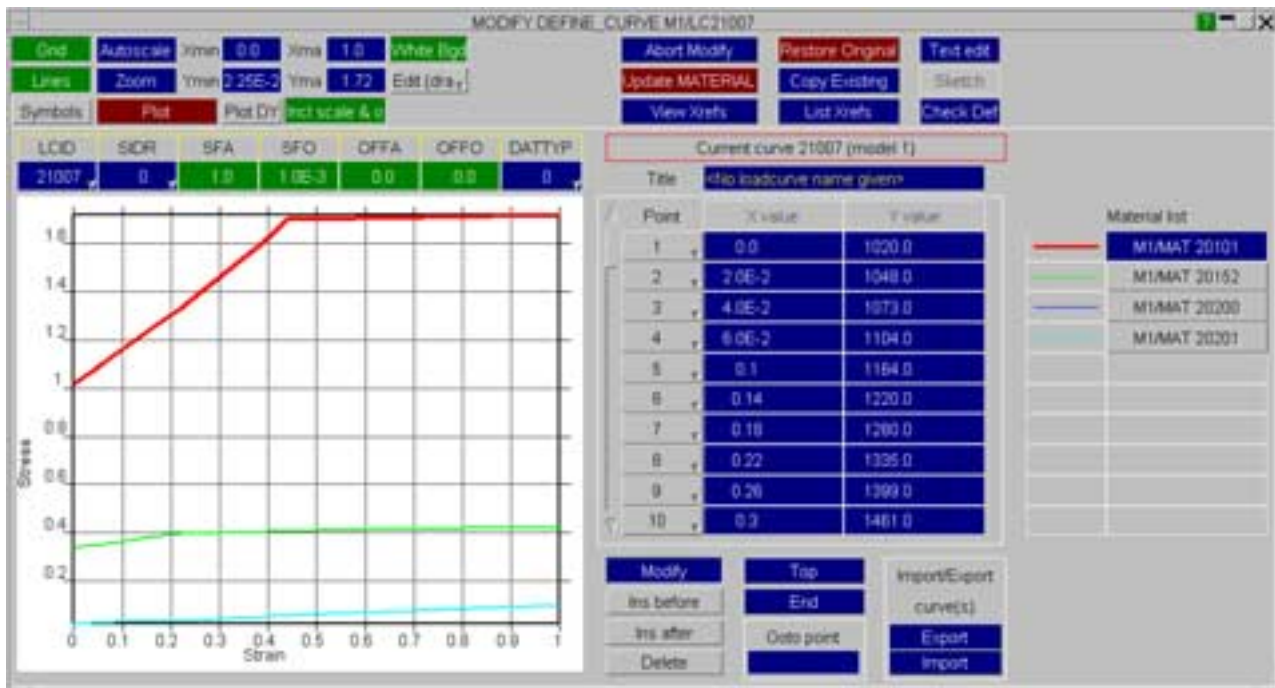 MODIFY DEFINE_CURVE M1/LC21007
?
Grid Autoscale Xmin 0.0 Xma 1.0 White Bgd Abort Modify Restore Original Text edit
Lines Zoom Ymin 2.25E-2 Yma 1.72 Edit (dra Update MATERIAL Copy Existing Sketch
Symbols Plot Plot DY Inct scale & o View Xrefs List Xrefs Check Def
LCID SIDR SFA SFO OFFA OFFO DATTYP
21007 0 1.0 1.0E-3 0.0 0.0 0
Current curve 21007 (model 1)
Title <No loadcurve name given>
Point X value Y value
1 0.0 1020.0
2 2.0E-2 1048.0
3 4.0E-2 1073.0
4 6.0E-2 1104.0
5 0.1 1164.0
6 0.14 1220.0
7 0.18 1280.0
8 0.22 1335.0
9 0.26 1399.0
10 0.3 1461.0
Material list
M1/MAT 20101
M1/MAT 20152
M1/MAT 20200
M1/MAT 20201
1.6
1.4
1.2
1.
0.8
0.6
0.4
0.2
Stress
0 0.1 0.2 0.3 0.4 0.5 0.6 0.7 0.8 0.9 1
Strain
Modify Top Import/Export
Ins before End curve(s)
Ins after Goto point Export
Delete Import